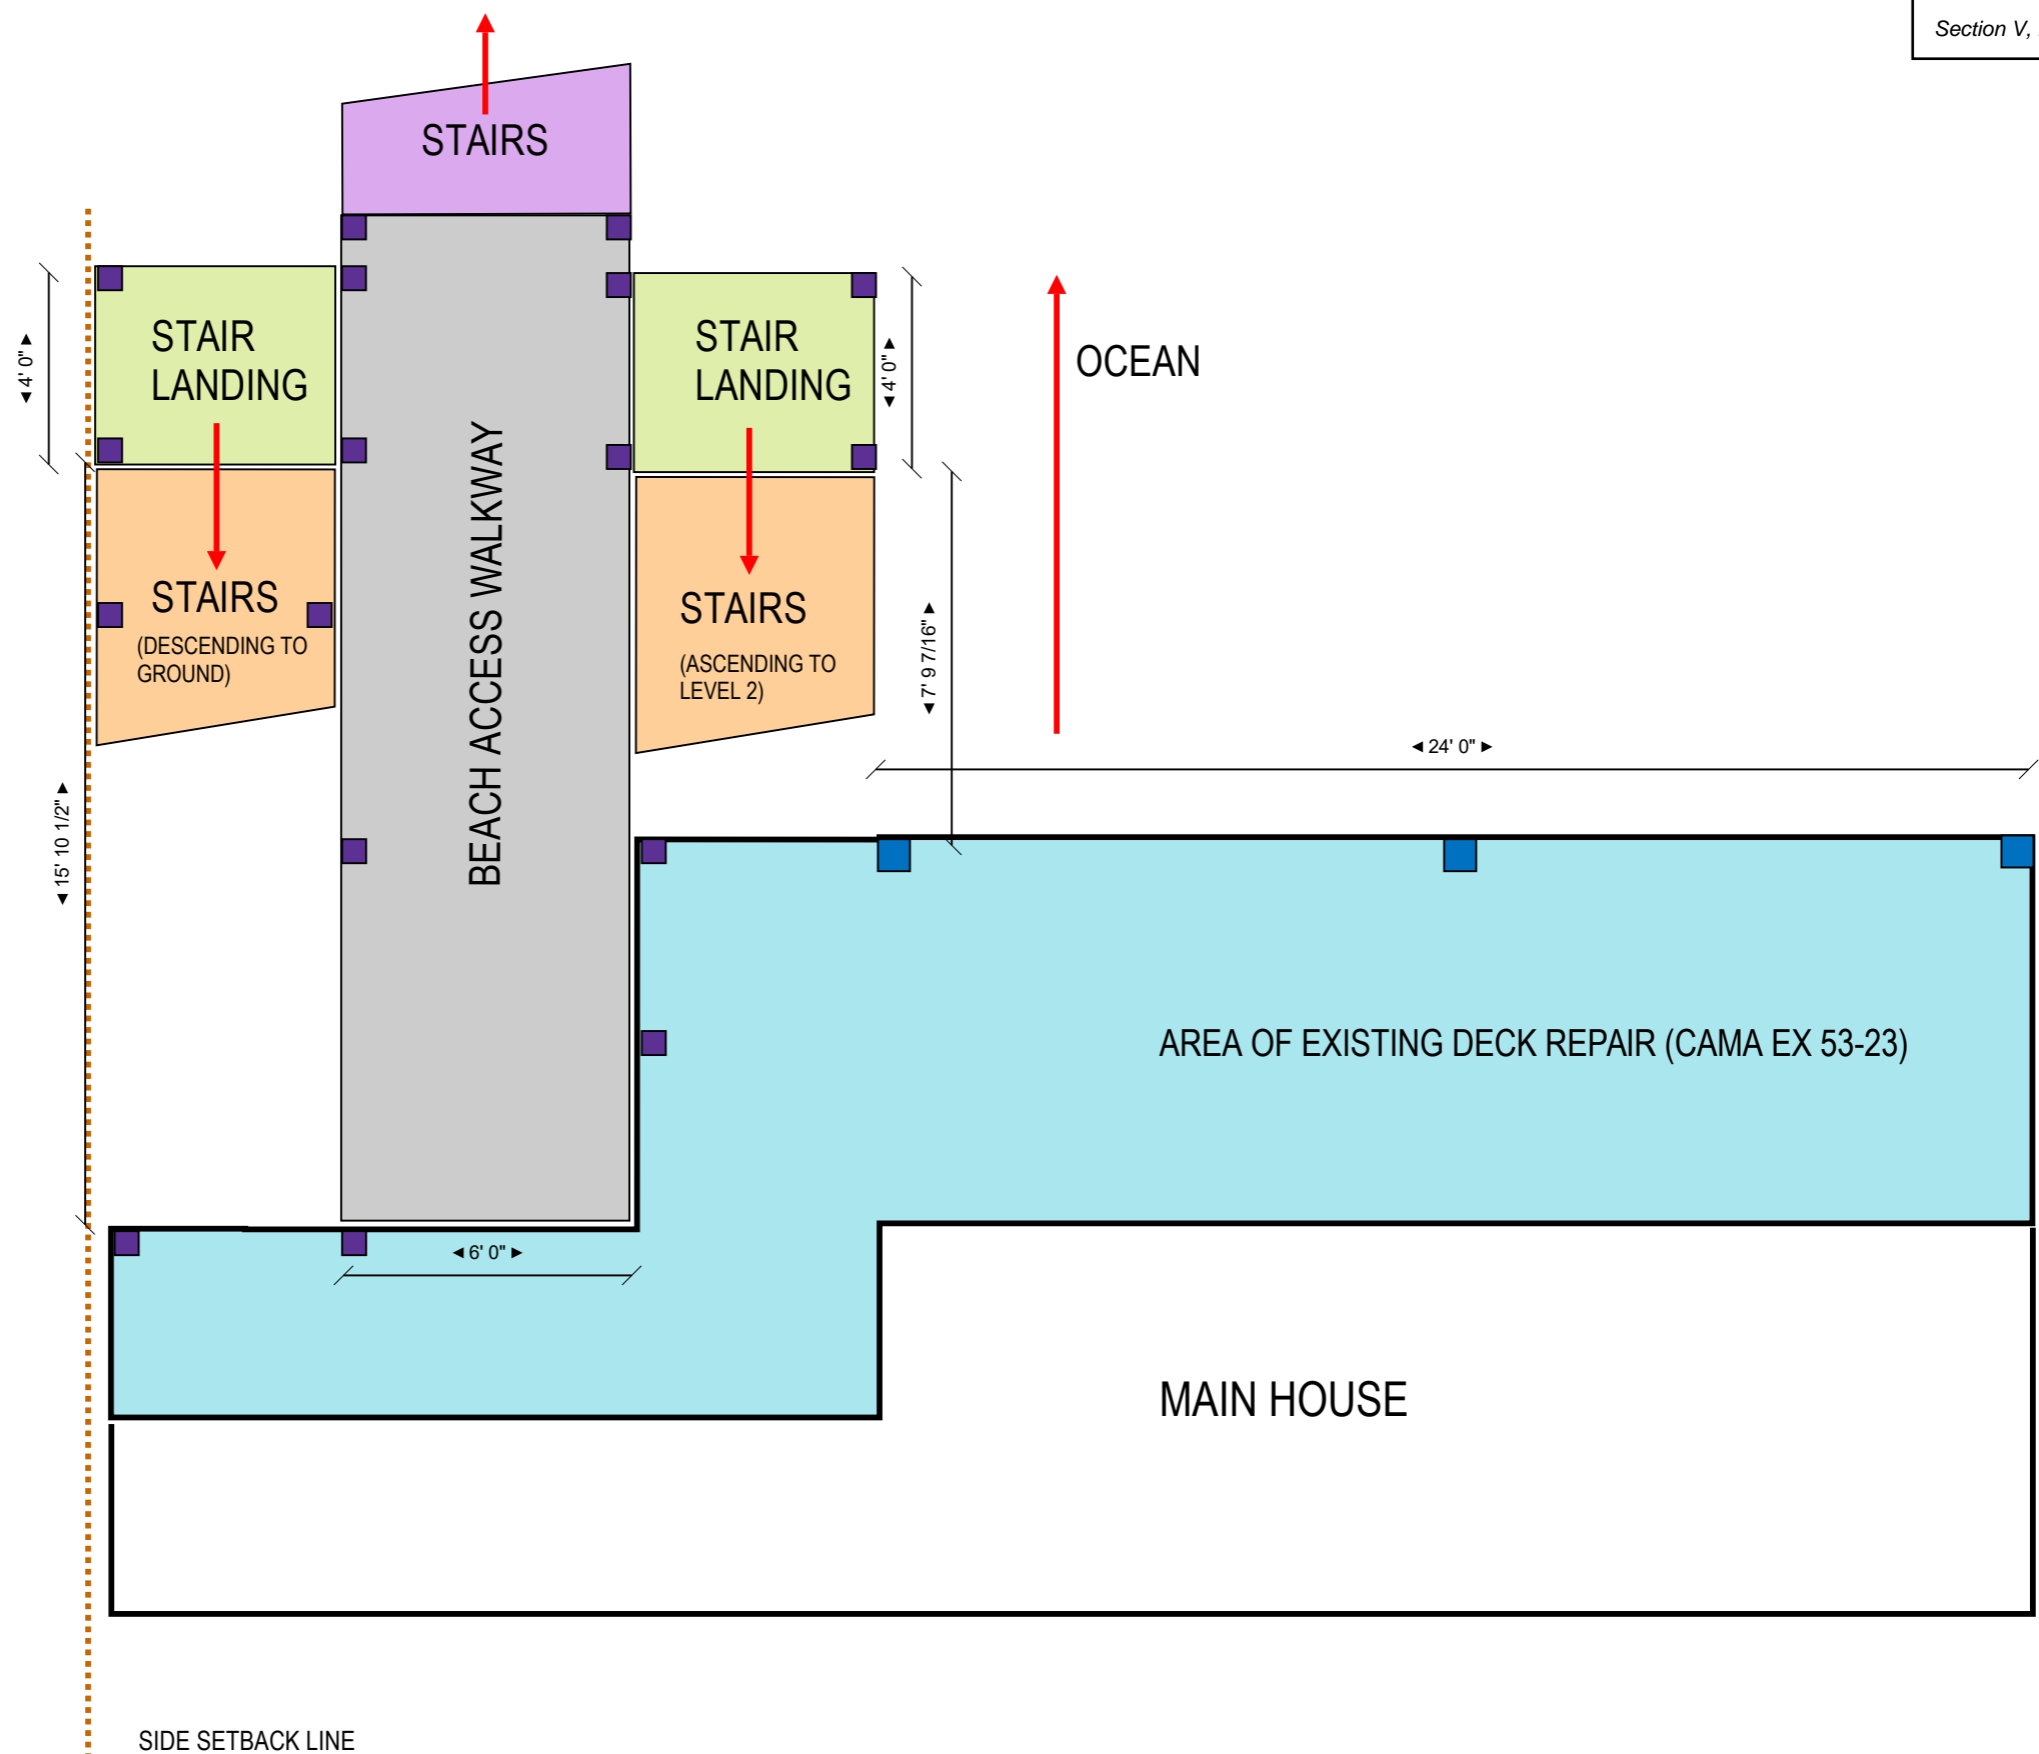 Section V,
STAIRS
STAIR
LANDING
STAIR
LANDING
4' 0"
4' 0"
OCEAN
BEACH ACCESS WALKWAY
STAIRS
(DESCENDING TO
GROUND)
STAIRS
(ASCENDING TO
LEVEL 2)
7' 9 7/16"
24' 0"
15' 10 1/2"
AREA OF EXISTING DECK REPAIR (CAMA EX 53-23)
6' 0"
MAIN HOUSE
SIDE SETBACK LINE